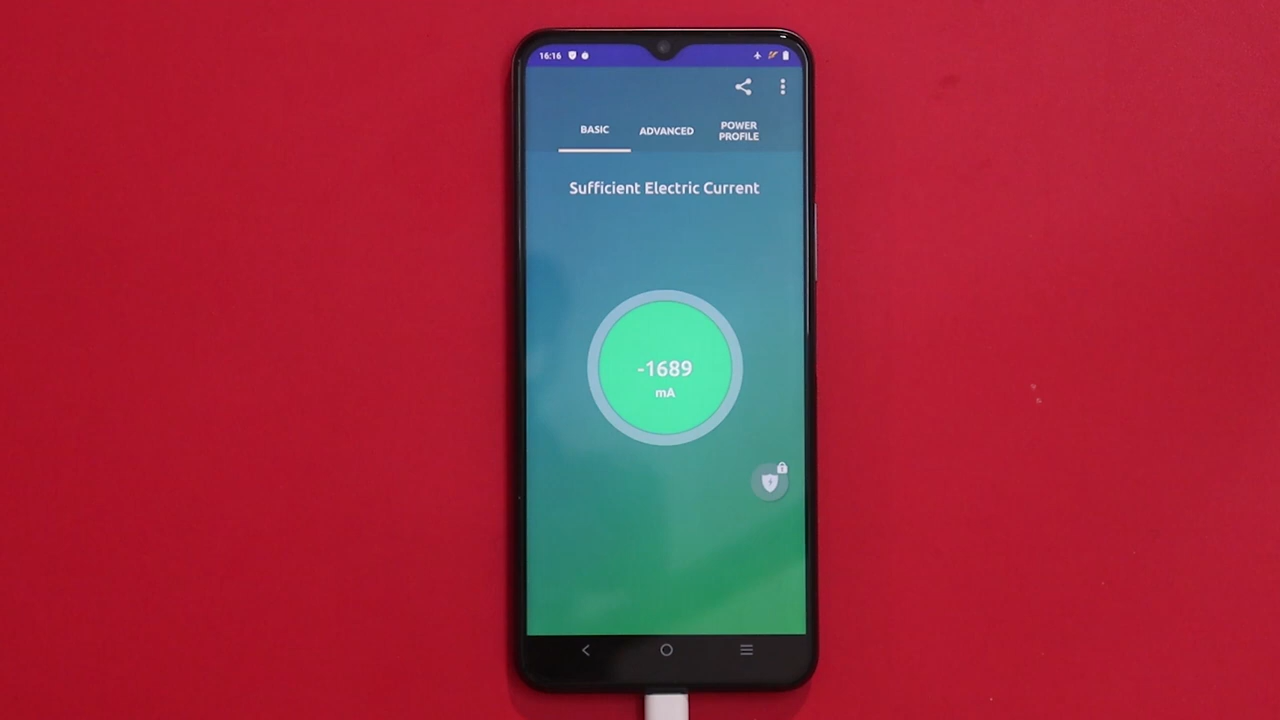 16:16
BASIC
ADVANCED
POWER
PROFILE
Sufficient Electric Current
-1689
mA